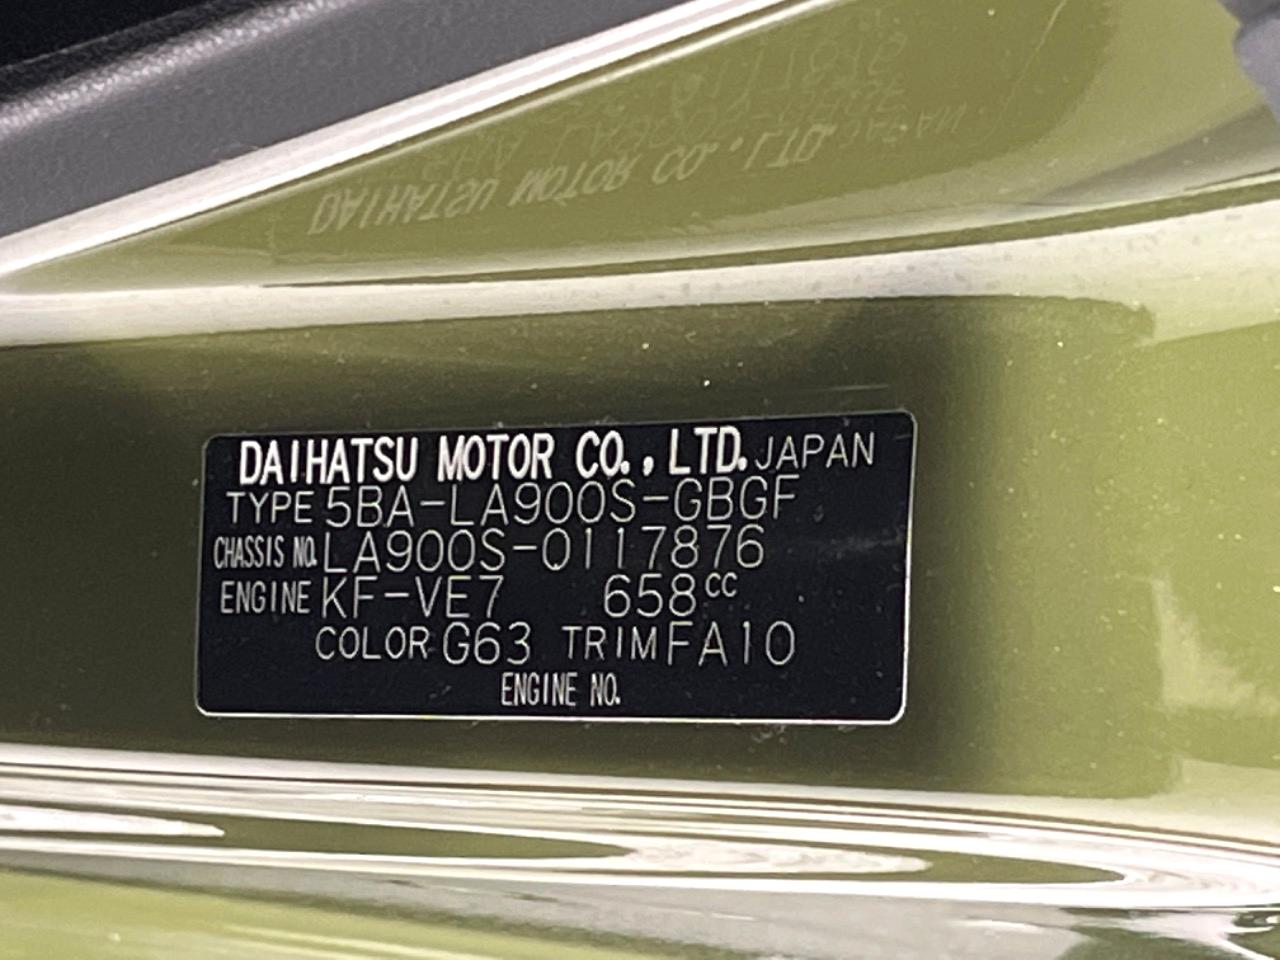 DAIHATSU MOTOR CO., LTD. JAPAN
TYPE 5BA-LA900S-GBGF
CHASSIS NO. LA900S-0117876
ENGINE KF-VE7 658cc
COLOR G63 TRIM FA10
ENGINE NO.